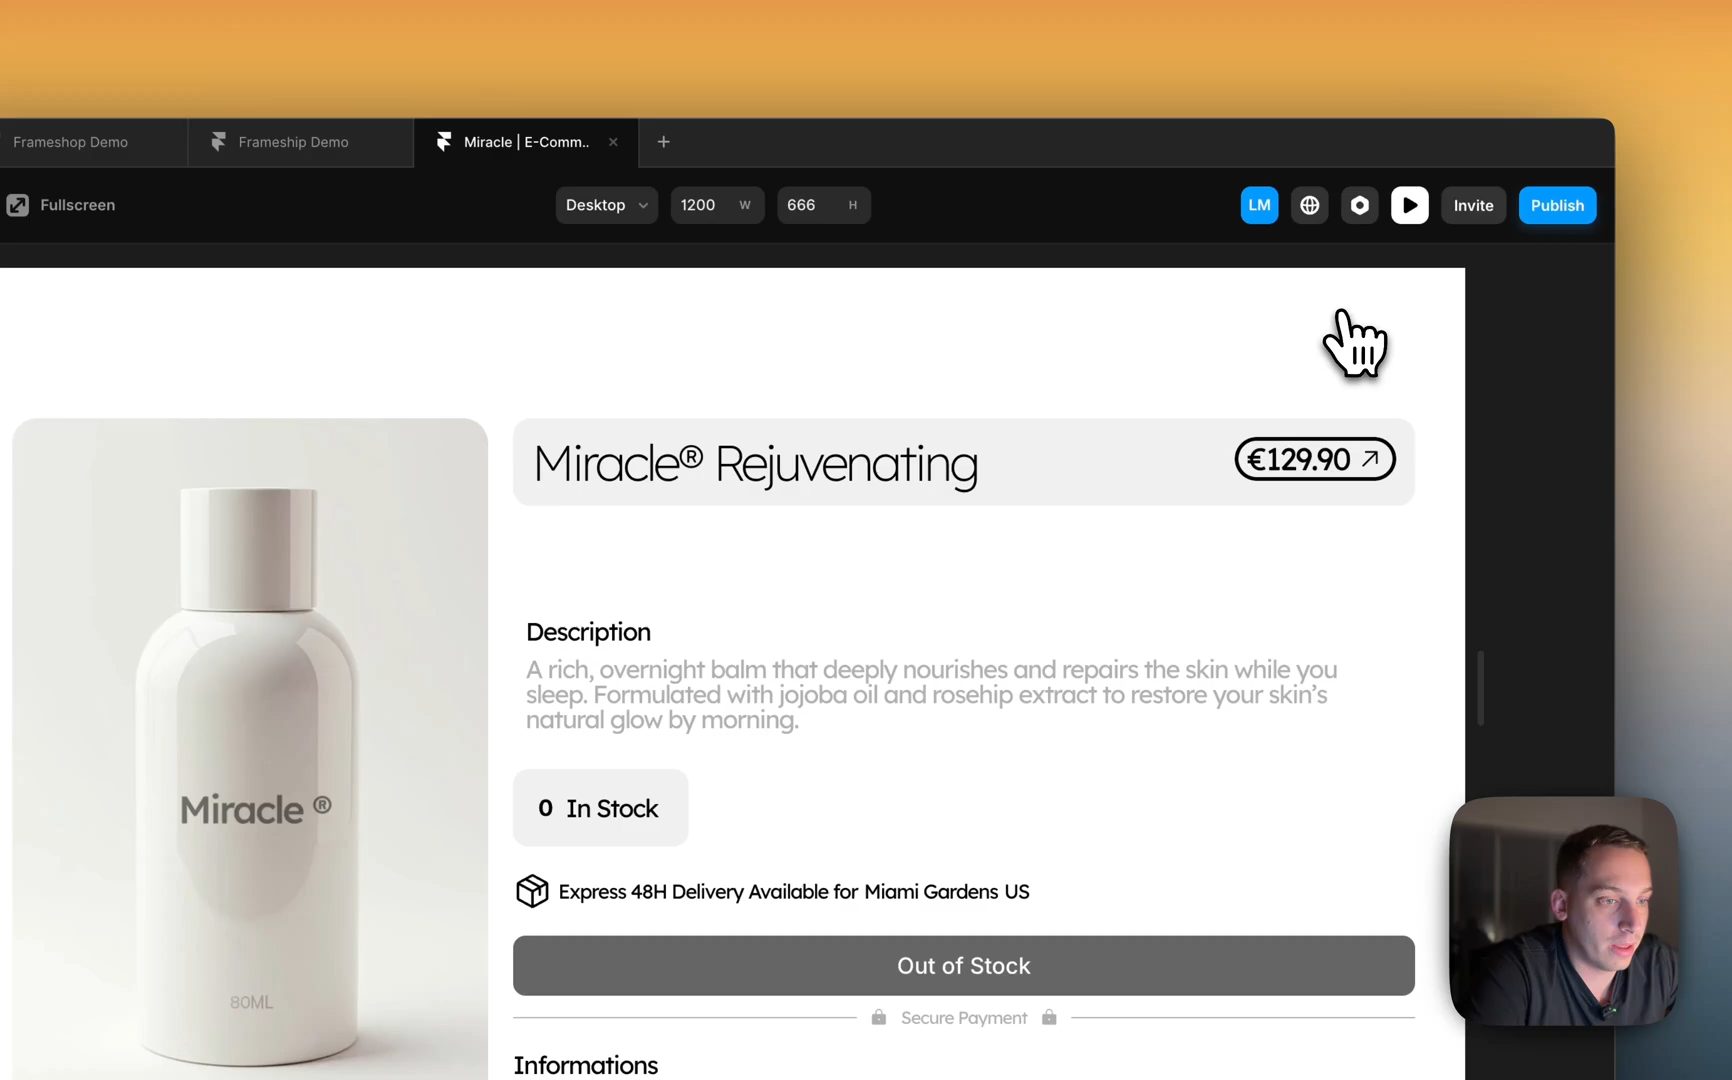 Frameshop Demo
Frameship Demo
Miracle | E-Comm..
Fullscreen
Desktop
1200 W
666 H
LM
Invite
Publish
Miracle® Rejuvenating
€129.90
Description
A rich, overnight balm that deeply nourishes and repairs the skin while you
sleep. Formulated with jojoba oil and rosehip extract to restore your skin’s
natural glow by morning.
0 In Stock
Express 48H Delivery Available for Miami Gardens US
Out of Stock
Secure Payment
Informations
Miracle ®
80ML